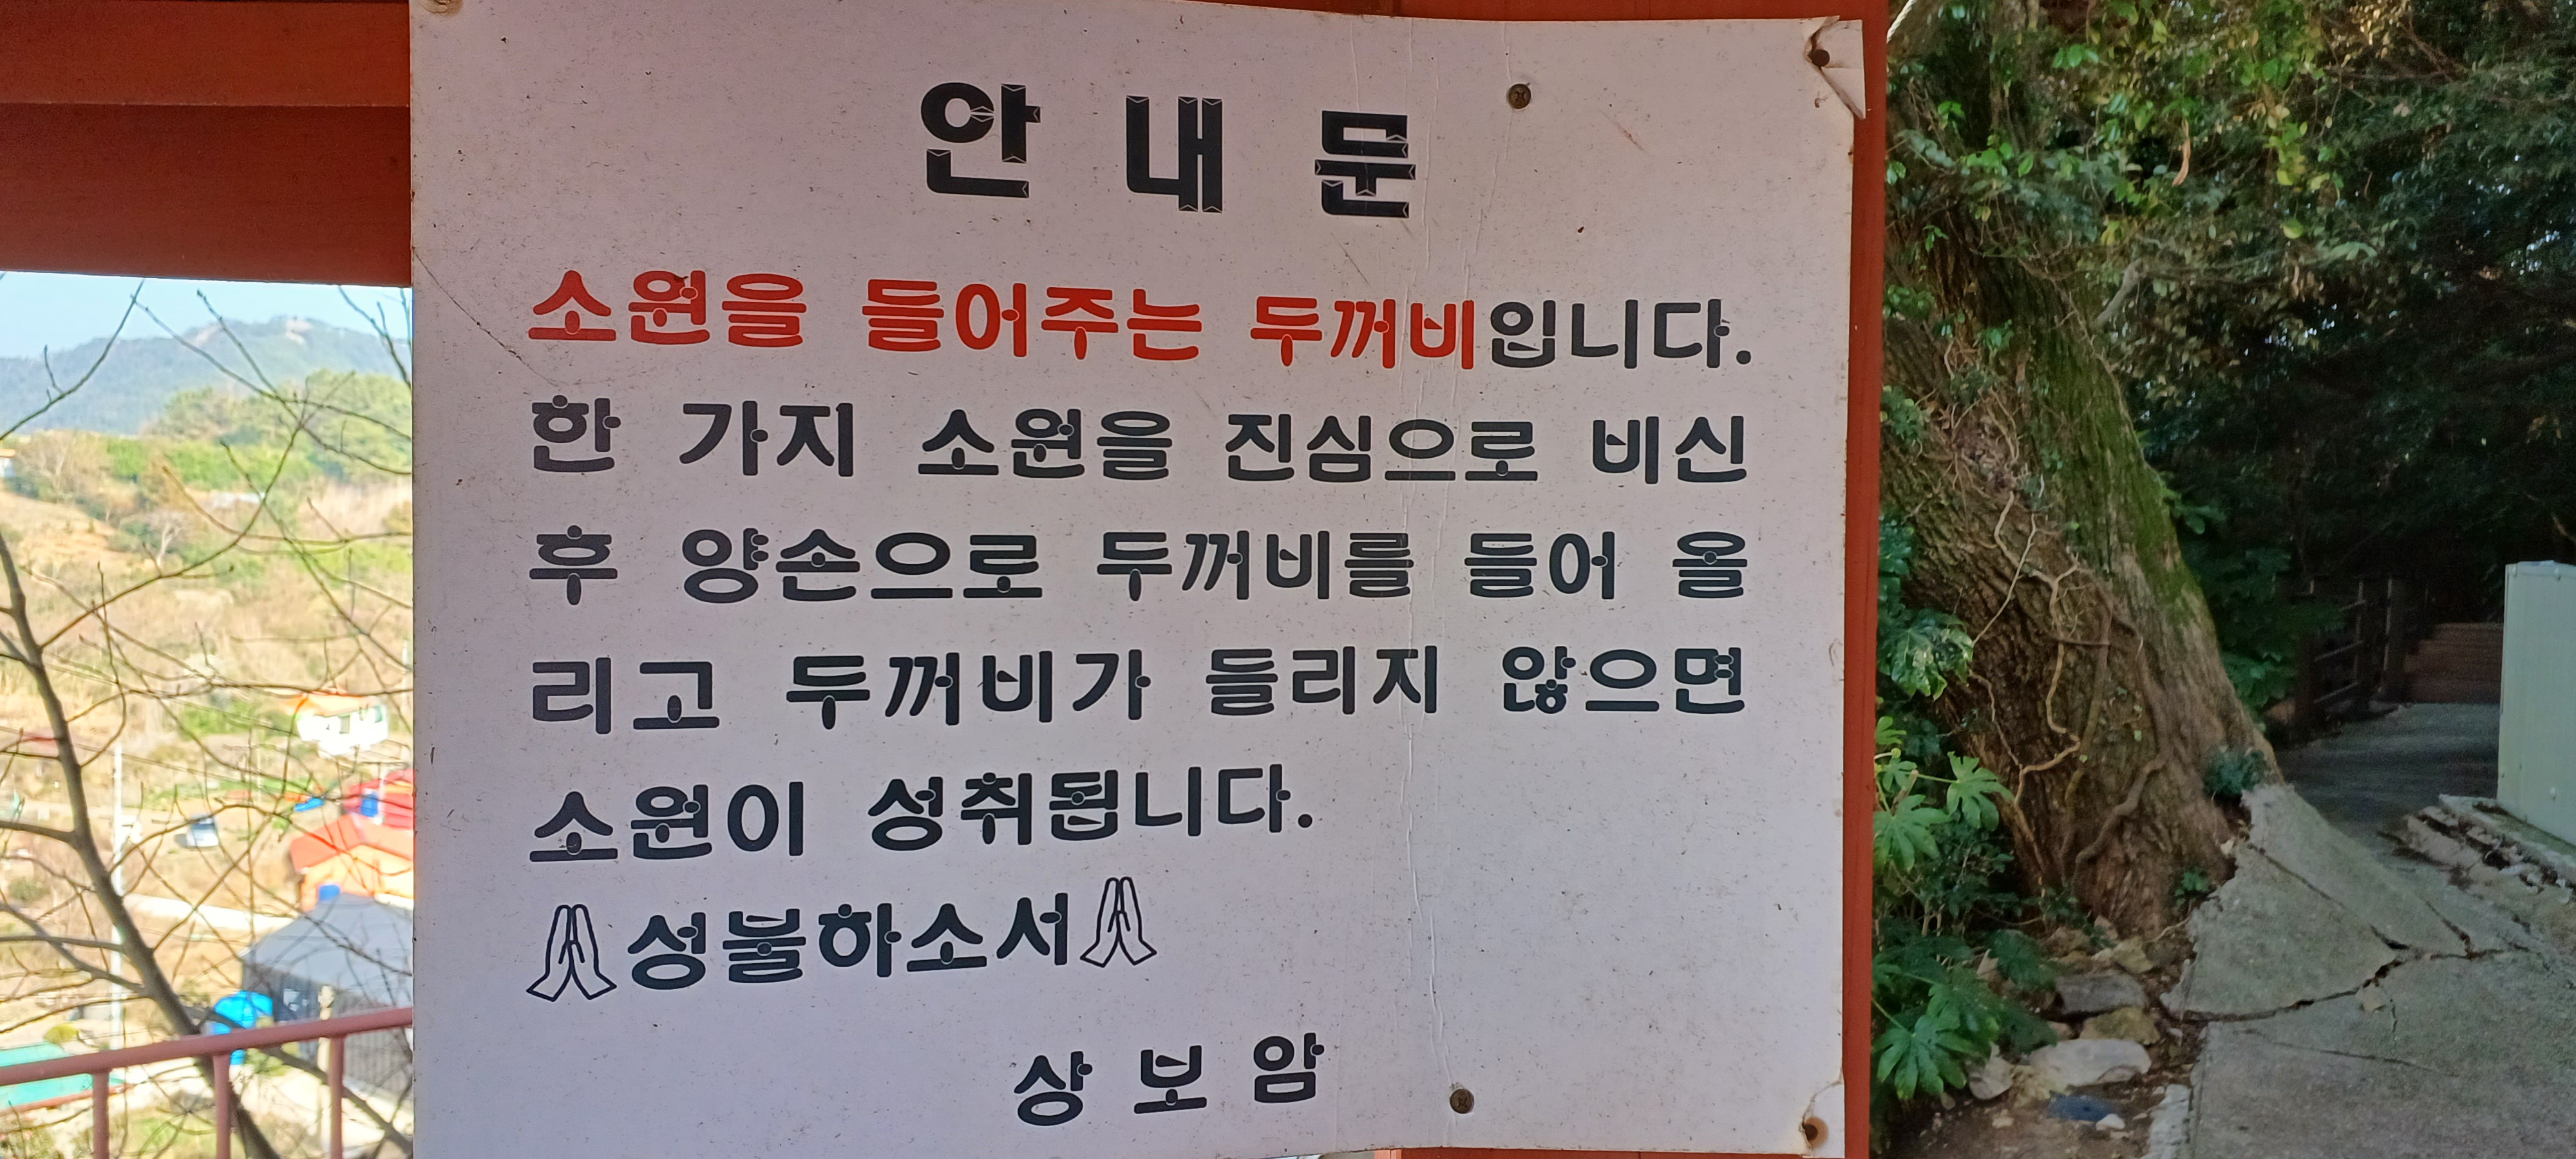 안내문
소원을 들어주는 두꺼비입니다.
한 가지 소원을 진심으로 비신
후 양손으로 두꺼비를 들어 올
리고 두꺼비가 들리지 않으면
소원이 성취됩니다.
성불하소서
상보암